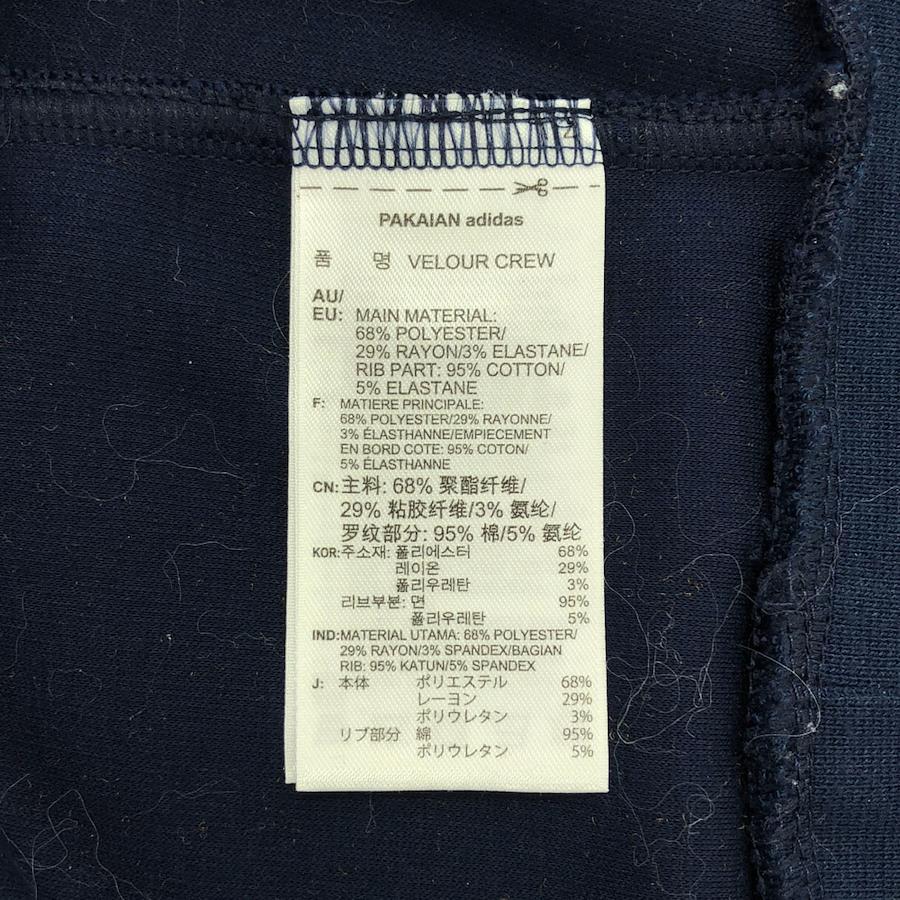 PAKAIAN adidas
품 명 VELOUR CREW
AU/
EU: MAIN MATERIAL:
68% POLYESTER/
29% RAYON/3% ELASTANE/
RIB PART: 95% COTTON/
5% ELASTANE
F: MATIERE PRINCIPALE:
68% POLYESTER/29% RAYONNE/
3% ÉLASTHANNE/EMPIECEMENT
EN BORD COTE: 95% COTON/
5% ÉLASTHANNE
CN: 主料: 68% 聚酯纤维/
29% 粘胶纤维/3% 氨纶/
罗纹部分: 95% 棉/5% 氨纶
KOR: 주소재: 폴리에스터 68%
레이온 29%
폴리우레탄 3%
리브부분: 면 95%
폴리우레탄 5%
IND: MATERIAL UTAMA: 68% POLYESTER/
29% RAYON/3% SPANDEX/BAGIAN
RIB: 95% KATUN/5% SPANDEX
J: 本体 ポリエステル 68%
レーヨン 29%
ポリウレタン 3%
リブ部分 綿 95%
ポリウレタン 5%